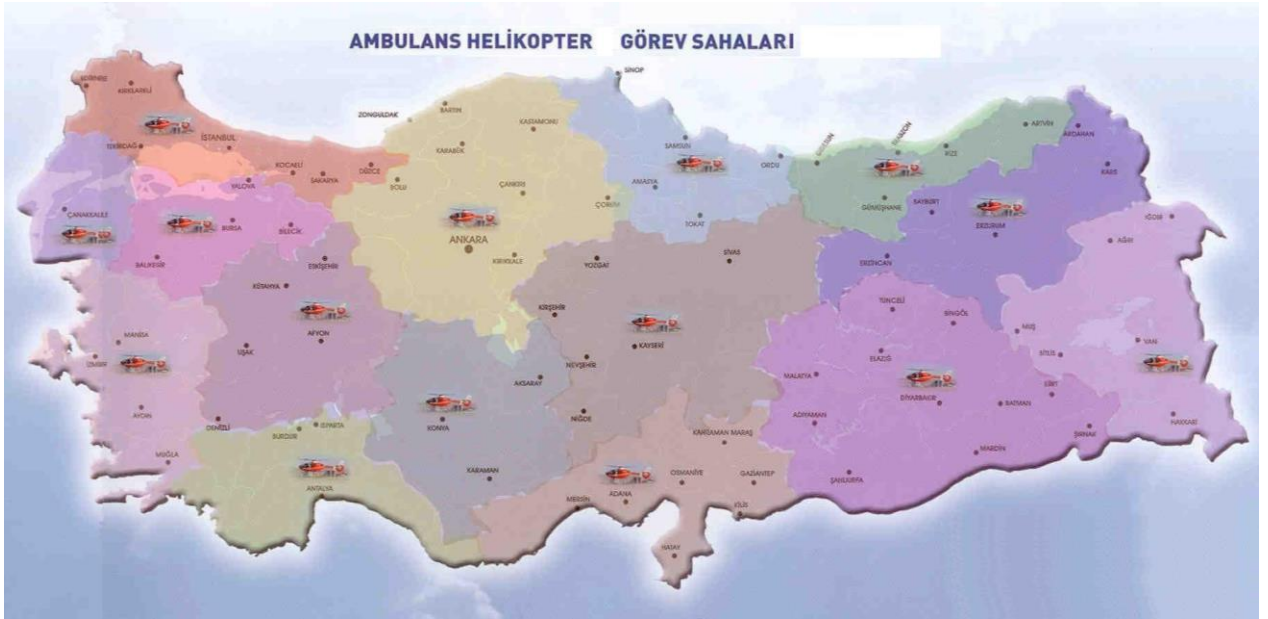 AMBULANS HELİKOPTER GÖREV SAHALARI
SİNOP
KIRKLARELİ
BARTIN
ZONGULDAK
KASTAMONU
ARTVİN
ARDAHAN
İSTANBUL
TEKİRDAĞ
KARABÜK
SAMSUN
TRABZON
RİZE
KOCAELİ
SAKARYA
DÜZCE
BOLU
ORDU
KARS
YALOVA
ÇANKIRI
AMASYA
ÇORUM
GÜMÜŞHANE
BAYBURT
ÇANAKKALE
BURSA
BİLECİK
TOKAT
ERZURUM
IĞDIR
ANKARA
AĞRI
BALIKESİR
ESKİŞEHİR
KIRIKKALE
YOZGAT
SİVAS
ERZİNCAN
KÜTAHYA
TUNCELİ
KIRŞEHİR
BİNGÖL
MANİSA
AFYON
UŞAK
KAYSERİ
MUŞ
VAN
İZMİR
NEVŞEHİR
ELAZIĞ
BİTLİS
AKSARAY
MALATYA
SİİRT
AYDIN
DİYARBAKIR
BATMAN
DENİZLİ
BURDUR
ISPARTA
KONYA
NİĞDE
ADIYAMAN
HAKKARİ
KAHRAMAN MARAŞ
ŞIRNAK
MUĞLA
MARDİN
ANTALYA
KARAMAN
OSMANİYE
GAZİANTEP
ŞANLIURFA
MERSİN
ADANA
KİLİS
HATAY